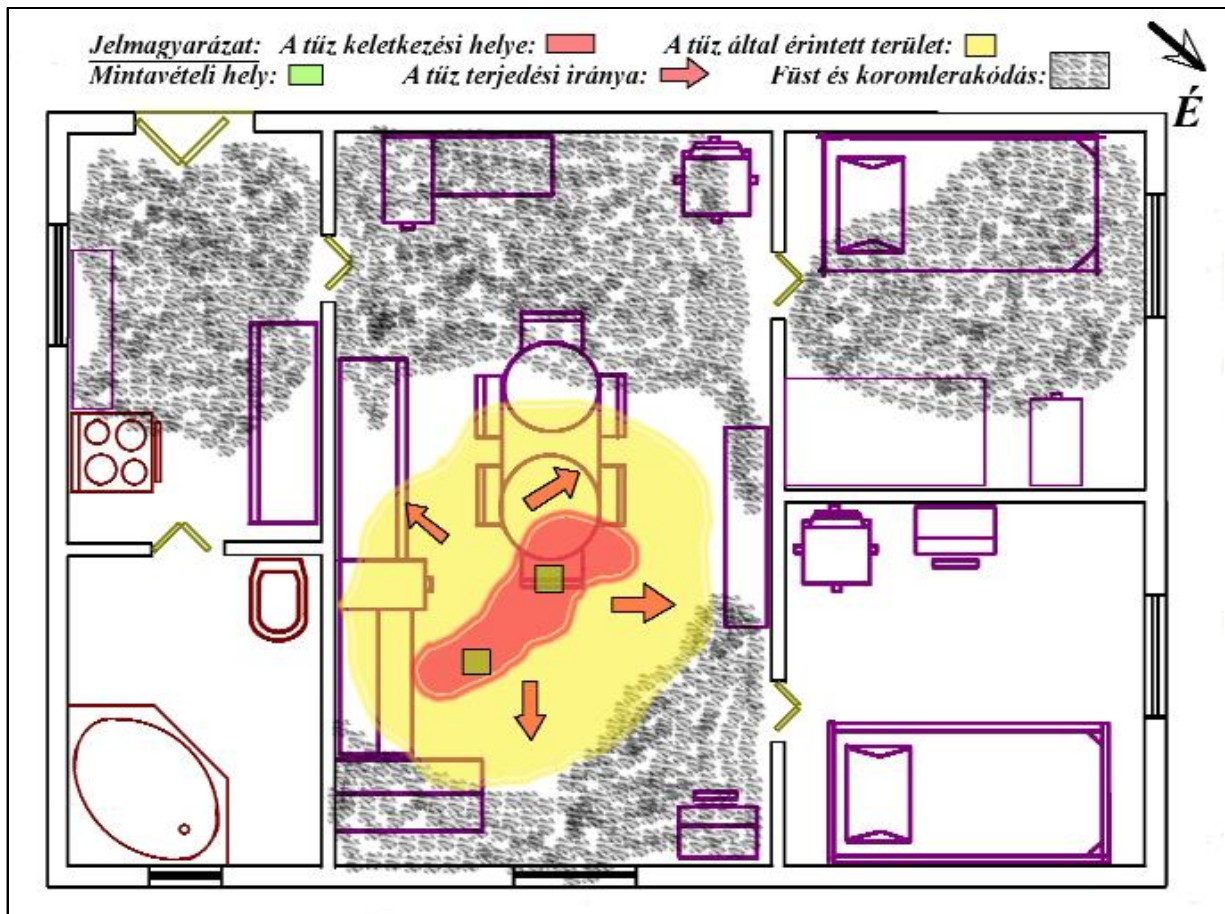 Jelmagyarázat: A tűz keletkezési helye: A tűz által érintett terület:
Mintavételi hely: A tűz terjedési iránya: Füst és koromlerakódás:
É